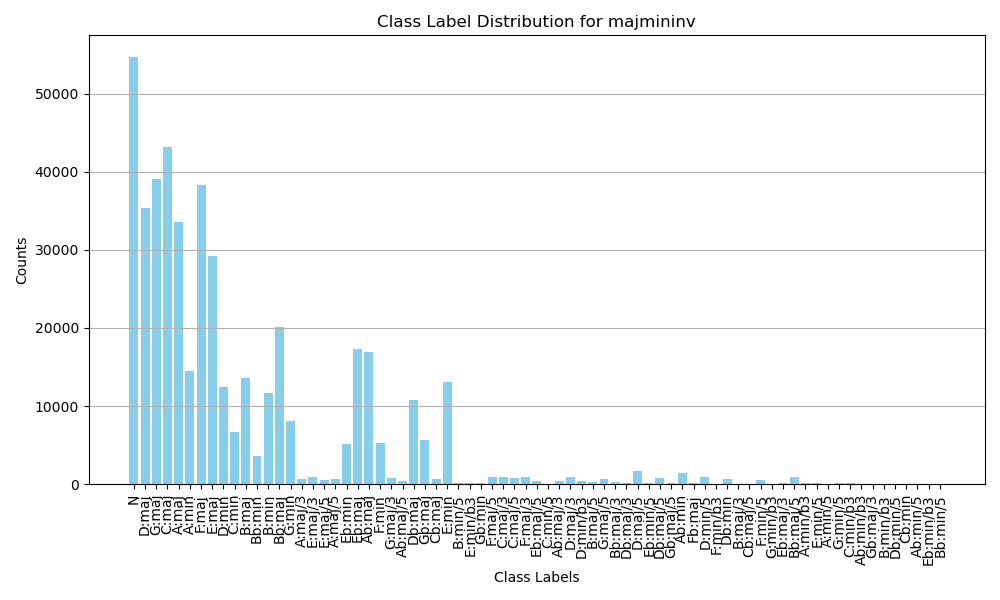 Class Label Distribution for majmininv
Counts
50000
40000
30000
20000
10000
0
N
D:maj
G:maj
C:maj
A:maj
A:min
F:maj
E:maj
D:min
C:min
B:maj
Bb:min
B:min
Bb:maj
G:min
A:maj/3
E:maj/3
E:maj/5
A:maj/5
Eb:min
Eb:maj
Ab:maj
F:min
G:maj/3
Ab:maj/5
Db:maj
Gb:maj
Cb:maj
E:min
B:min/5
E:min/b3
Gb:min
F:maj/5
C:maj/3
C:maj/5
F:maj/3
Eb:maj/5
C:min/5
Ab:maj/3
D:maj/3
D:min/b3
B:maj/5
G:maj/5
Bb:maj/3
Db:maj/3
D:maj/5
Eb:min/5
Db:maj/5
Gb:maj/5
Ab:min
Fb:maj
D:min/5
F:min/b3
Db:min
B:maj/3
Cb:maj/5
F:min/5
G:min/b3
Eb:maj/3
Bb:maj/5
A:min/b3
E:min/5
A:min/5
G:min/5
C:min/b3
Ab:min/b3
Gb:maj/3
B:min/b3
Db:min/5
Cb:min
Ab:min/5
Eb:min/b3
Bb:min/5
Class Labels